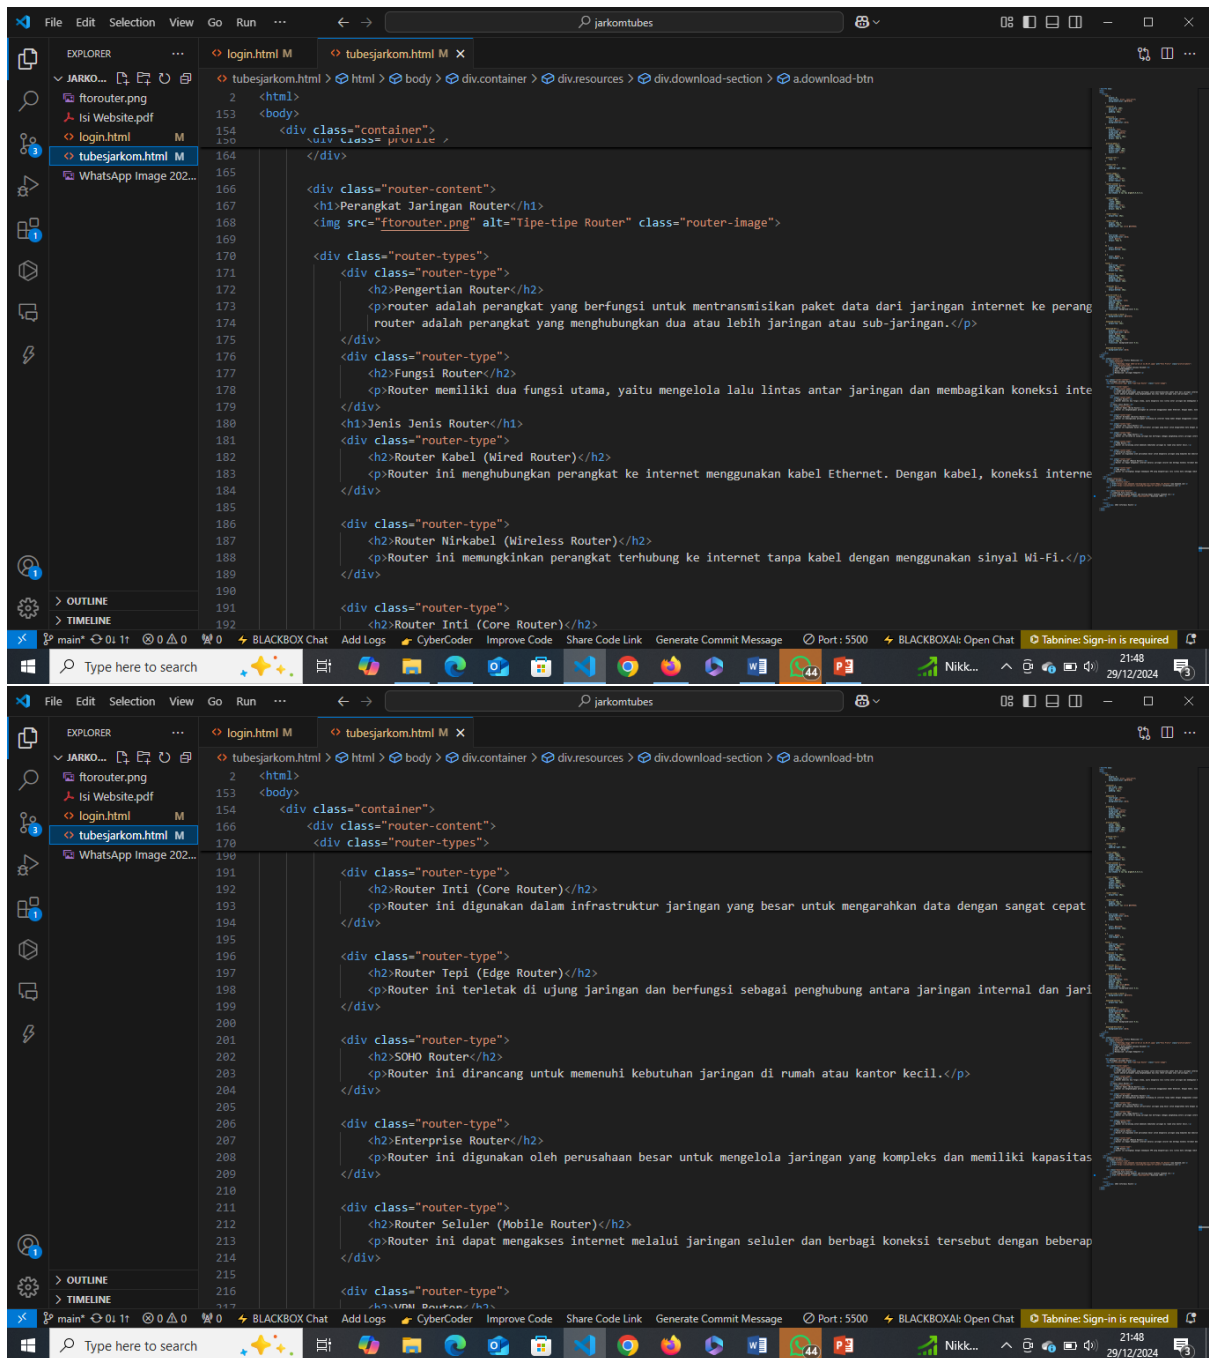 File Edit Selection View Go Run ··· ← → jarkomtubes
EXPLORER ··· <> login.html M <> tubesjarkom.html M ×
JARKO... <> tubesjarkom.html > html > body > div.container > div.resources > div.download-section > a.download-btn
ftorouter.png
Isi Website.pdf
<> login.html M
<> tubesjarkom.html M
WhatsApp Image 202...
2 <html>
153 <body>
154 <div class="container">
156 <div class="profile">
164 </div>
165
166 <div class="router-content">
167 <h1>Perangkat Jaringan Router</h1>
168 <img src="ftorouter.png" alt="Tipe-tipe Router" class="router-image">
169
170 <div class="router-types">
171 <div class="router-type">
172 <h2>Pengertian Router</h2>
173 <p>router adalah perangkat yang berfungsi untuk mentransmisikan paket data dari jaringan internet ke perang
174 router adalah perangkat yang menghubungkan dua atau lebih jaringan atau sub-jaringan.</p>
175 </div>
176 <div class="router-type">
177 <h2>Fungsi Router</h2>
178 <p>Router memiliki dua fungsi utama, yaitu mengelola lalu lintas antar jaringan dan membagikan koneksi inte
179 </div>
180 <h1>Jenis Jenis Router</h1>
181 <div class="router-type">
182 <h2>Router Kabel (Wired Router)</h2>
183 <p>Router ini menghubungkan perangkat ke internet menggunakan kabel Ethernet. Dengan kabel, koneksi interne
184 </div>
185
186 <div class="router-type">
187 <h2>Router Nirkabel (Wireless Router)</h2>
188 <p>Router ini memungkinkan perangkat terhubung ke internet tanpa kabel dengan menggunakan sinyal Wi-Fi.</p>
189 </div>
190
191 <div class="router-type">
192 <h2>Router Inti (Core Router)</h2>
> OUTLINE
> TIMELINE
main* 0↓ 1↑ 0 0 0 BLACKBOX Chat Add Logs CyberCoder Improve Code Share Code Link Generate Commit Message Port : 5500 BLACKBOXAI: Open Chat Tabnine: Sign-in is required
Type here to search 44 Nikk... 21:48
29/12/2024 3
File Edit Selection View Go Run ··· ← → jarkomtubes
EXPLORER ··· <> login.html M <> tubesjarkom.html M ×
JARKO... <> tubesjarkom.html > html > body > div.container > div.resources > div.download-section > a.download-btn
ftorouter.png
Isi Website.pdf
<> login.html M
<> tubesjarkom.html M
WhatsApp Image 202...
2 <html>
153 <body>
154 <div class="container">
166 <div class="router-content">
170 <div class="router-types">
190
191 <div class="router-type">
192 <h2>Router Inti (Core Router)</h2>
193 <p>Router ini digunakan dalam infrastruktur jaringan yang besar untuk mengarahkan data dengan sangat cepat
194 </div>
195
196 <div class="router-type">
197 <h2>Router Tepi (Edge Router)</h2>
198 <p>Router ini terletak di ujung jaringan dan berfungsi sebagai penghubung antara jaringan internal dan jari
199 </div>
200
201 <div class="router-type">
202 <h2>SOHO Router</h2>
203 <p>Router ini dirancang untuk memenuhi kebutuhan jaringan di rumah atau kantor kecil.</p>
204 </div>
205
206 <div class="router-type">
207 <h2>Enterprise Router</h2>
208 <p>Router ini digunakan oleh perusahaan besar untuk mengelola jaringan yang kompleks dan memiliki kapasitas
209 </div>
210
211 <div class="router-type">
212 <h2>Router Seluler (Mobile Router)</h2>
213 <p>Router ini dapat mengakses internet melalui jaringan seluler dan berbagi koneksi tersebut dengan beberap
214 </div>
215
216 <div class="router-type">
217 <h2>VPN Router</h2>
> OUTLINE
> TIMELINE
main* 0↓ 1↑ 0 0 0 BLACKBOX Chat Add Logs CyberCoder Improve Code Share Code Link Generate Commit Message Port : 5500 BLACKBOXAI: Open Chat Tabnine: Sign-in is required
Type here to search 44 Nikk... 21:48
29/12/2024 3